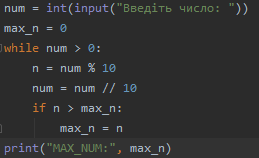 num = int(input("Введіть число: "))
max_n = 0
while num > 0:
    n = num % 10
    num = num // 10
    if n > max_n:
        max_n = n
print("MAX_NUM:", max_n)